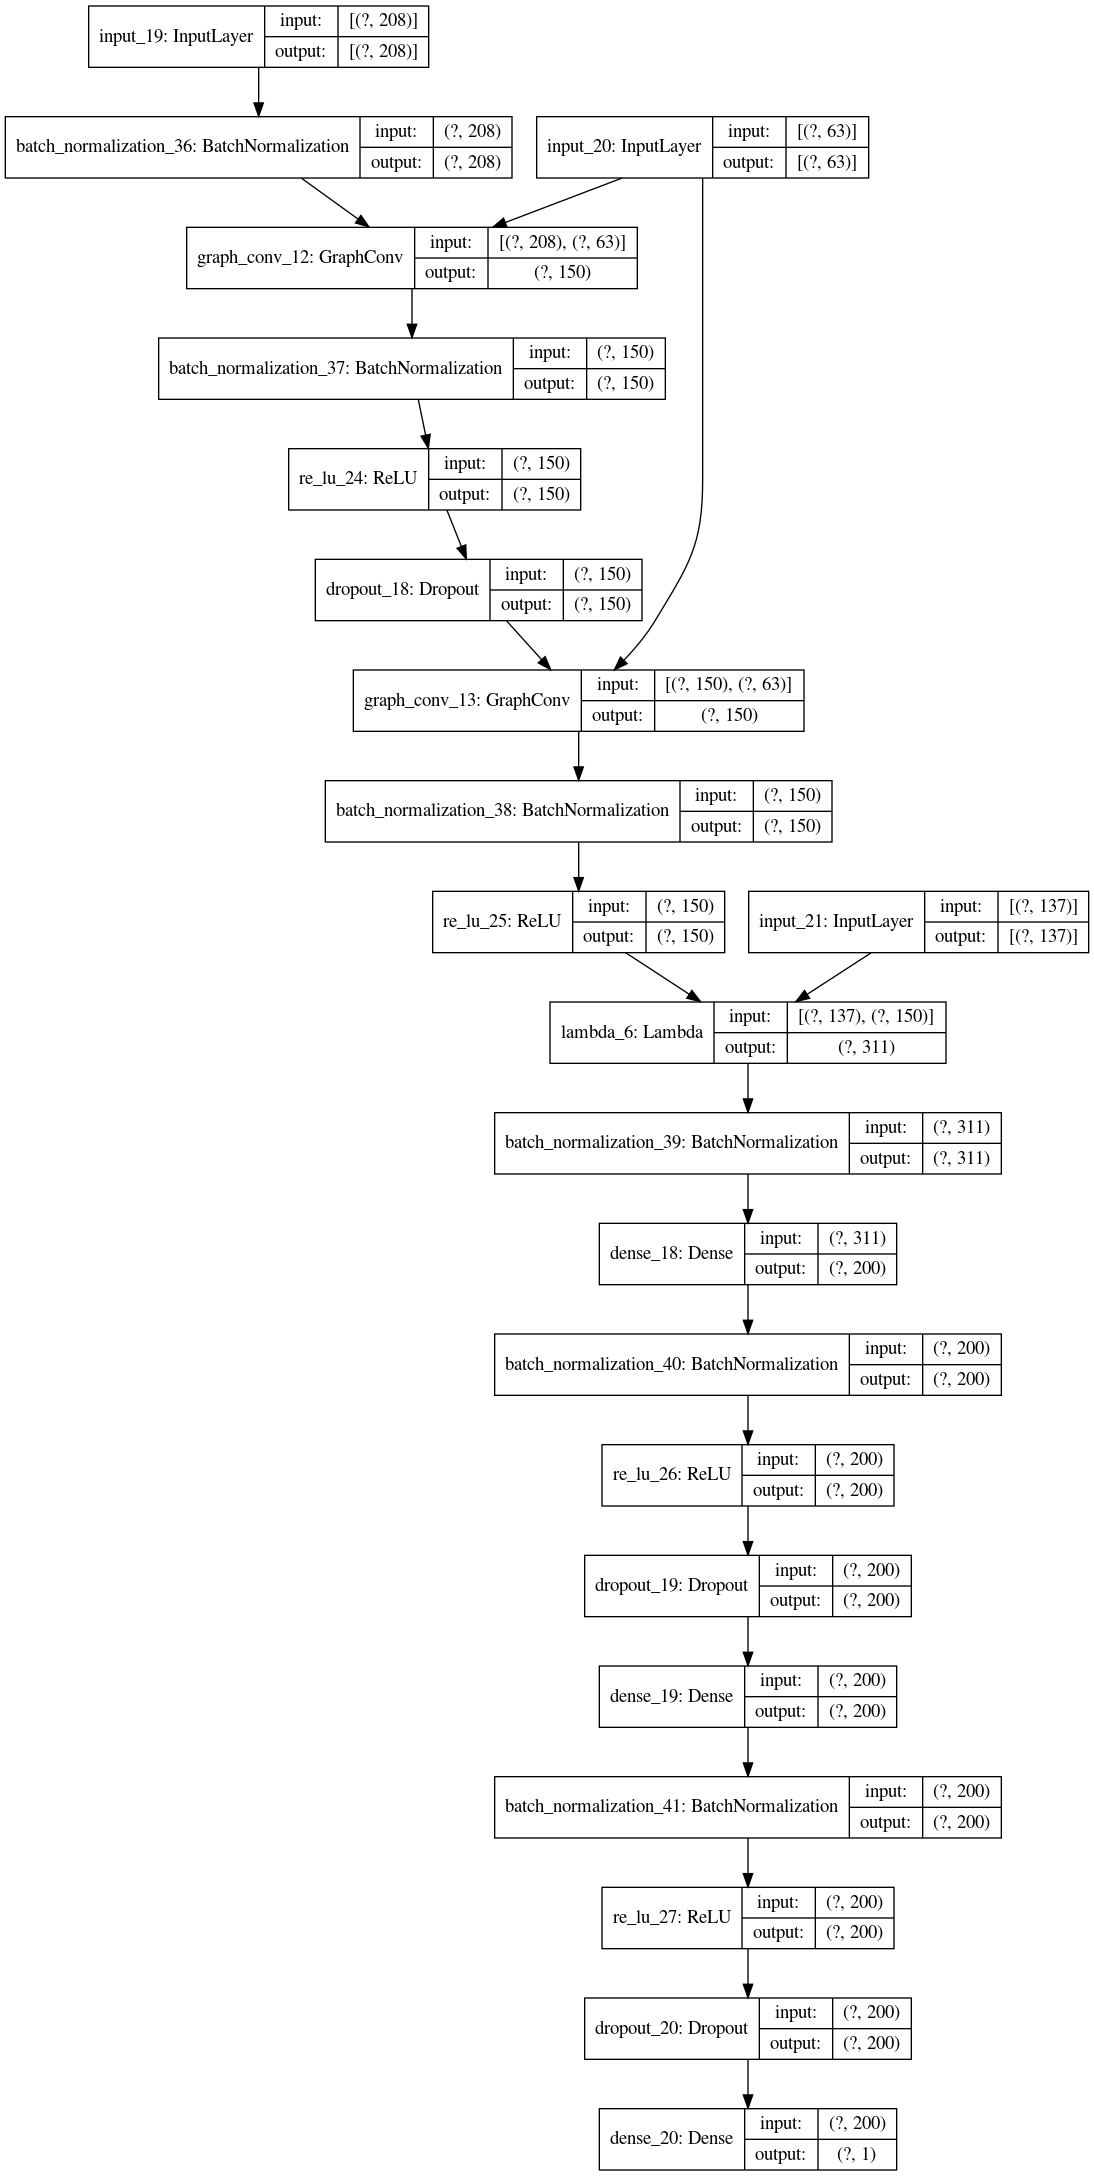 input_19: InputLayer
input: [(?, 208)]
output: [(?, 208)]
batch_normalization_36: BatchNormalization
input: (?, 208)
output: (?, 208)
input_20: InputLayer
input: [(?, 63)]
output: [(?, 63)]
graph_conv_12: GraphConv
input: [(?, 208), (?, 63)]
output: (?, 150)
batch_normalization_37: BatchNormalization
input: (?, 150)
output: (?, 150)
re_lu_24: ReLU
input: (?, 150)
output: (?, 150)
dropout_18: Dropout
input: (?, 150)
output: (?, 150)
graph_conv_13: GraphConv
input: [(?, 150), (?, 63)]
output: (?, 150)
batch_normalization_38: BatchNormalization
input: (?, 150)
output: (?, 150)
re_lu_25: ReLU
input: (?, 150)
output: (?, 150)
input_21: InputLayer
input: [(?, 137)]
output: [(?, 137)]
lambda_6: Lambda
input: [(?, 137), (?, 150)]
output: (?, 311)
batch_normalization_39: BatchNormalization
input: (?, 311)
output: (?, 311)
dense_18: Dense
input: (?, 311)
output: (?, 200)
batch_normalization_40: BatchNormalization
input: (?, 200)
output: (?, 200)
re_lu_26: ReLU
input: (?, 200)
output: (?, 200)
dropout_19: Dropout
input: (?, 200)
output: (?, 200)
dense_19: Dense
input: (?, 200)
output: (?, 200)
batch_normalization_41: BatchNormalization
input: (?, 200)
output: (?, 200)
re_lu_27: ReLU
input: (?, 200)
output: (?, 200)
dropout_20: Dropout
input: (?, 200)
output: (?, 200)
dense_20: Dense
input: (?, 200)
output: (?, 1)